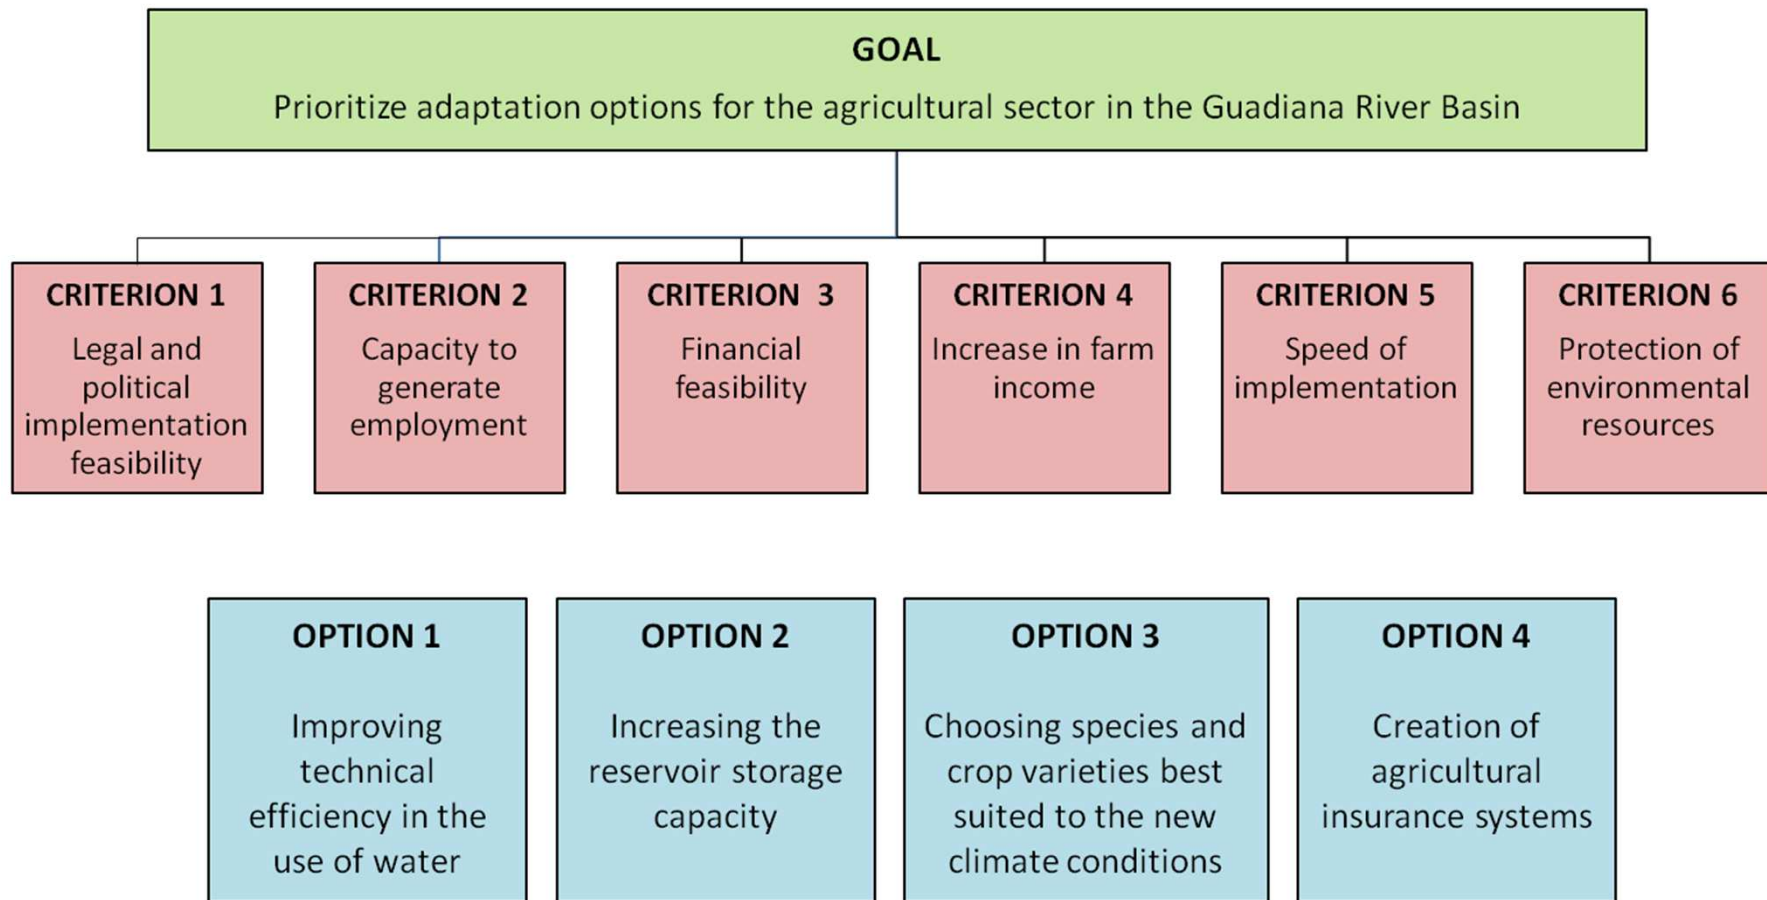 GOAL
Prioritize adaptation options for the agricultural sector in the Guadiana River Basin
CRITERION 1
Legal and
political
implementation
feasibility
CRITERION 2
Capacity to
generate
employment
CRITERION 3
Financial
feasibility
CRITERION 4
Increase in farm
income
CRITERION 5
Speed of
implementation
CRITERION 6
Protection of
environmental
resources
OPTION 1
Improving
technical
efficiency in the
use of water
OPTION 2
Increasing the
reservoir storage
capacity
OPTION 3
Choosing species and
crop varieties best
suited to the new
climate conditions
OPTION 4
Creation of
agricultural
insurance systems